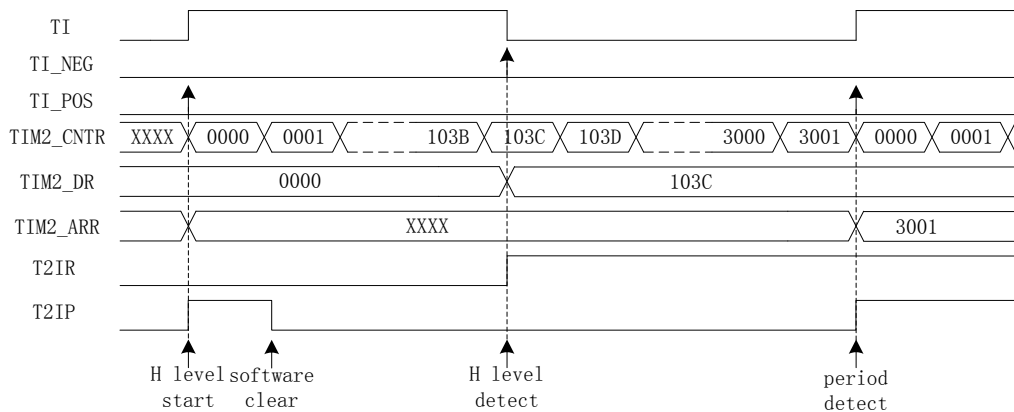 TI
TI_NEG
TI_POS
TIM2_CNTR XXXX 0000 0001 103B 103C 103D 3000 3001 0000 0001
TIM2_DR 0000 103C
TIM2_ARR XXXX 3001
T2IR
T2IP
H level start
software clear
H level detect
period detect